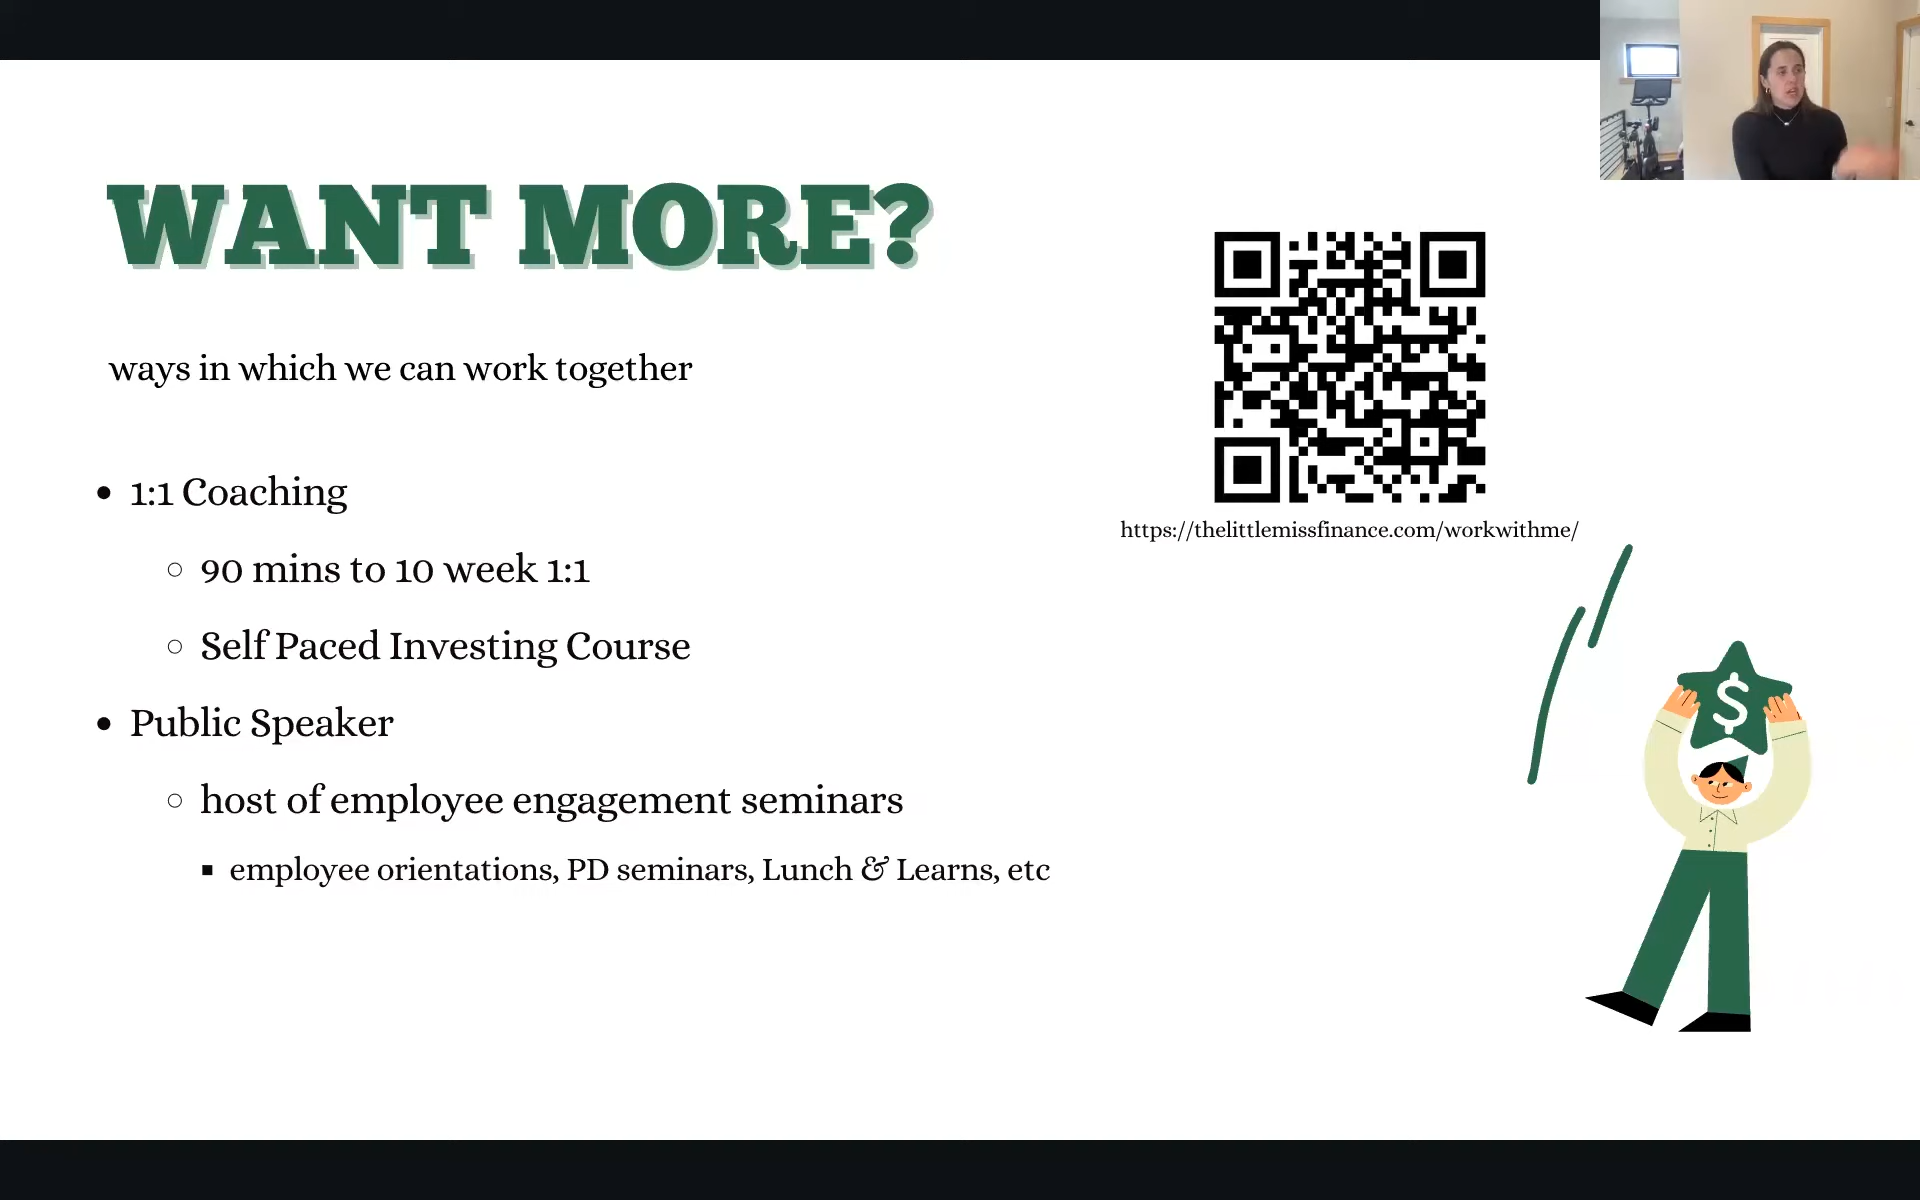 WANT MORE?
ways in which we can work together
1:1 Coaching
90 mins to 10 week 1:1
Self Paced Investing Course
Public Speaker
host of employee engagement seminars
employee orientations, PD seminars, Lunch & Learns, etc
https://thelittlemissfinance.com/workwithme/
$